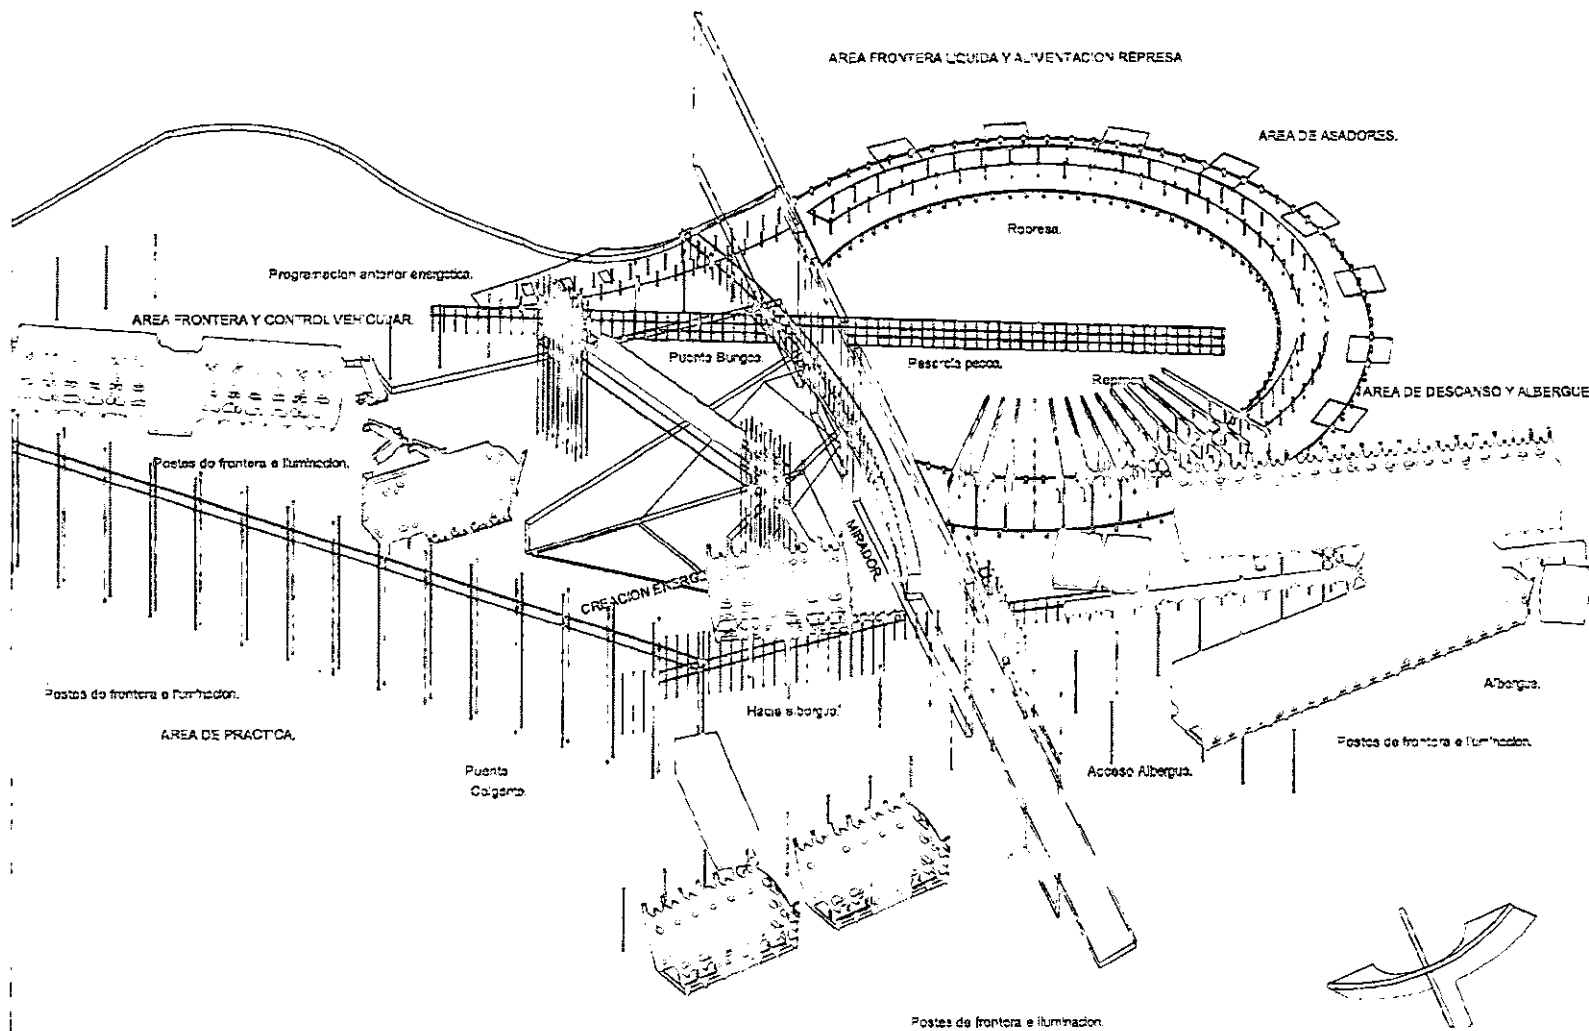 AREA FRONTERA LIQUIDA Y ALIMENTACION REPRESA
AREA DE ASADORES.
Represa.
Programacion anterior energetica.
AREA FRONTERA Y CONTROL VEHICULAR.
Puente Bungee.
Pasarela pesca.
Represa.
AREA DE DESCANSO Y ALBERGUE
Postes de frontera e iluminacion.
MIRADOR.
CREACION ENERG
Postes de frontera e iluminacion.
Hacia albergue.
Albergue.
AREA DE PRACTICA.
Postes de frontera e iluminacion.
Puente
Colgante.
Acceso Albergue.
Postes de frontera e iluminacion.